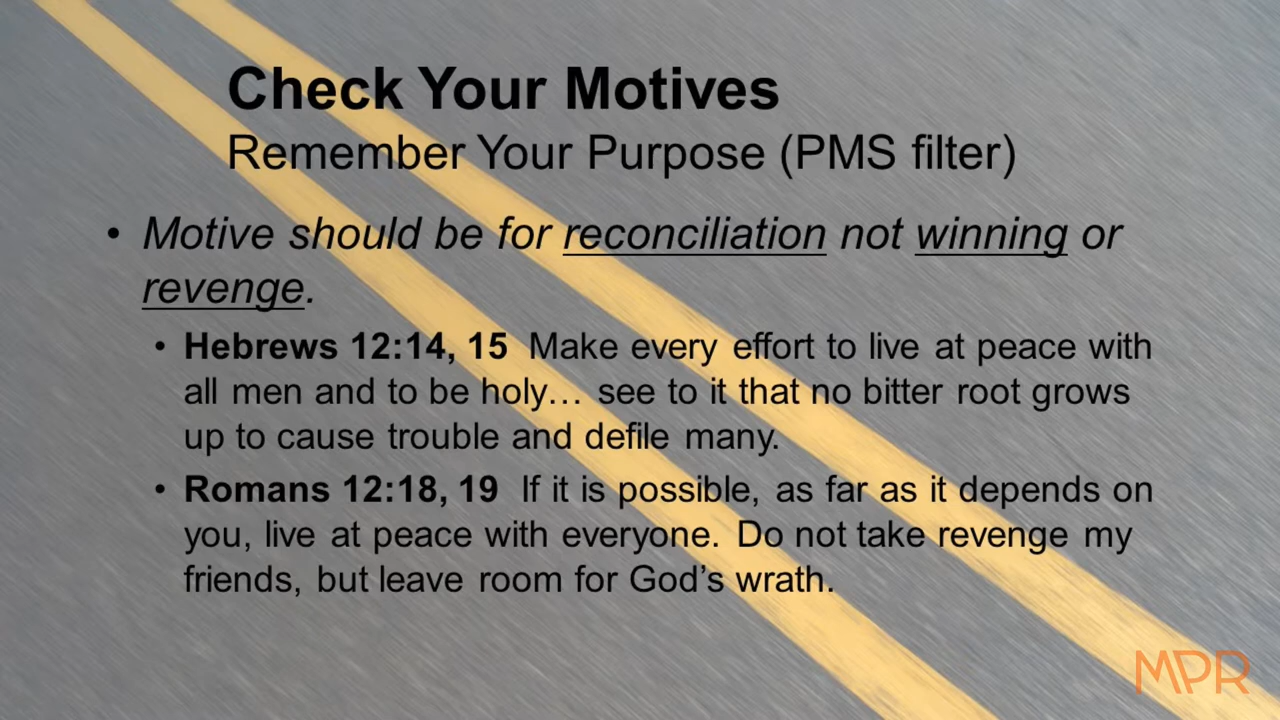 Check Your Motives
Remember Your Purpose (PMS filter)
• Motive should be for reconciliation not winning or
revenge.
• Hebrews 12:14, 15 Make every effort to live at peace with
all men and to be holy… see to it that no bitter root grows
up to cause trouble and defile many.
• Romans 12:18, 19 If it is possible, as far as it depends on
you, live at peace with everyone. Do not take revenge my
friends, but leave room for God’s wrath.
MPR